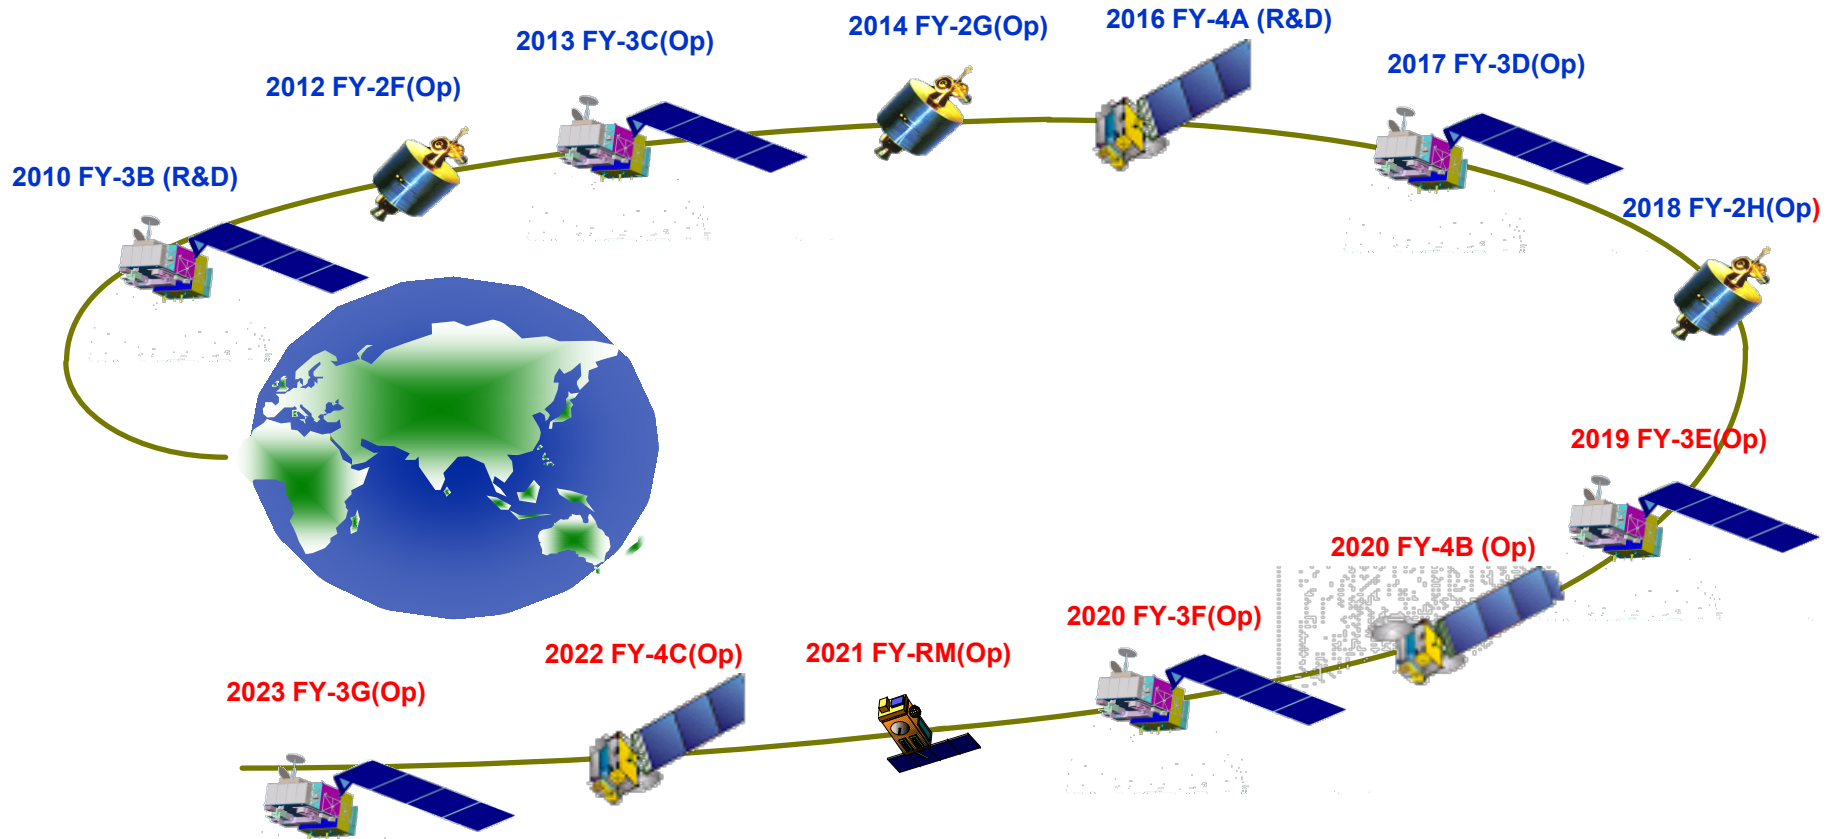 2010 FY-3B (R&D)
2012 FY-2F(Op)
2013 FY-3C(Op)
2014 FY-2G(Op)
2016 FY-4A (R&D)
2017 FY-3D(Op)
2018 FY-2H(Op)
2019 FY-3E(Op)
2020 FY-4B (Op)
2020 FY-3F(Op)
2021 FY-RM(Op)
2022 FY-4C(Op)
2023 FY-3G(Op)